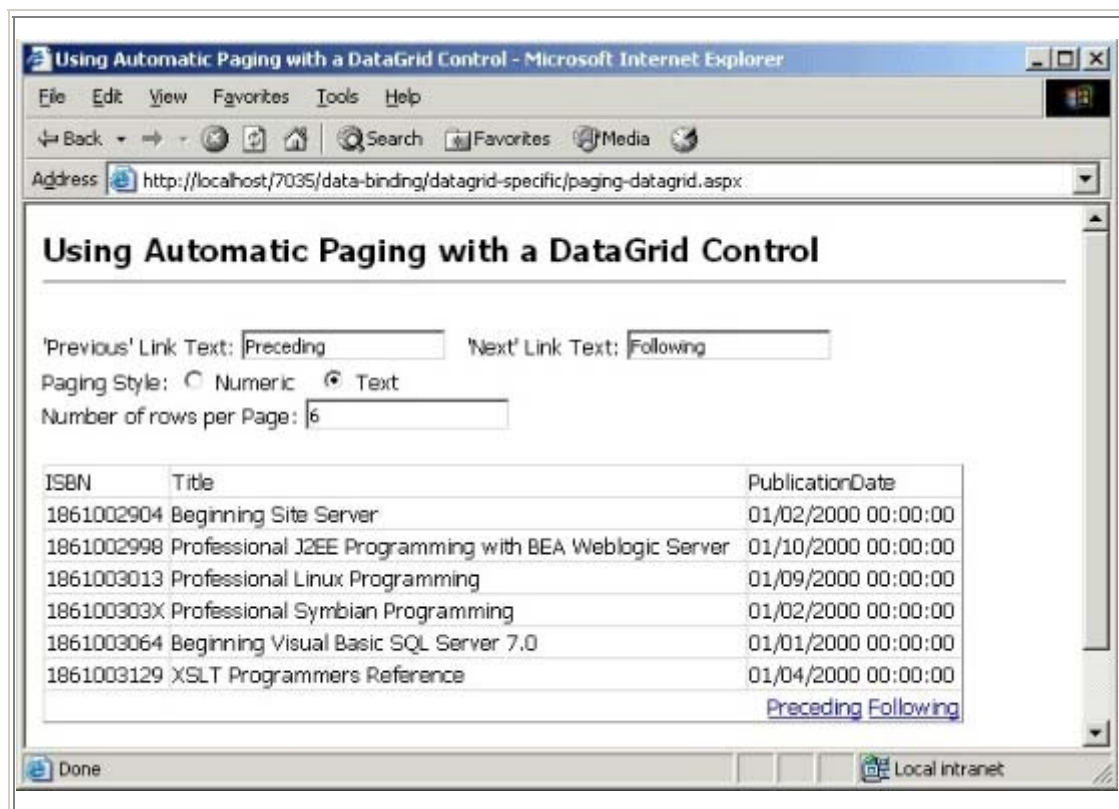 Using Automatic Paging with a DataGrid Control - Microsoft Internet Explorer
File Edit View Favorites Tools Help
Back Search Favorites Media
Address http://localhost/7035/data-binding/datagrid-specific/paging-datagrid.aspx
Using Automatic Paging with a DataGrid Control
'Previous' Link Text: Preceding 'Next' Link Text: Following
Paging Style: Numeric Text
Number of rows per Page: 6
ISBN Title PublicationDate
1861002904 Beginning Site Server 01/02/2000 00:00:00
1861002998 Professional J2EE Programming with BEA Weblogic Server 01/10/2000 00:00:00
1861003013 Professional Linux Programming 01/09/2000 00:00:00
186100303X Professional Symbian Programming 01/02/2000 00:00:00
1861003064 Beginning Visual Basic SQL Server 7.0 01/01/2000 00:00:00
1861003129 XSLT Programmers Reference 01/04/2000 00:00:00
Preceding Following
Done Local intranet